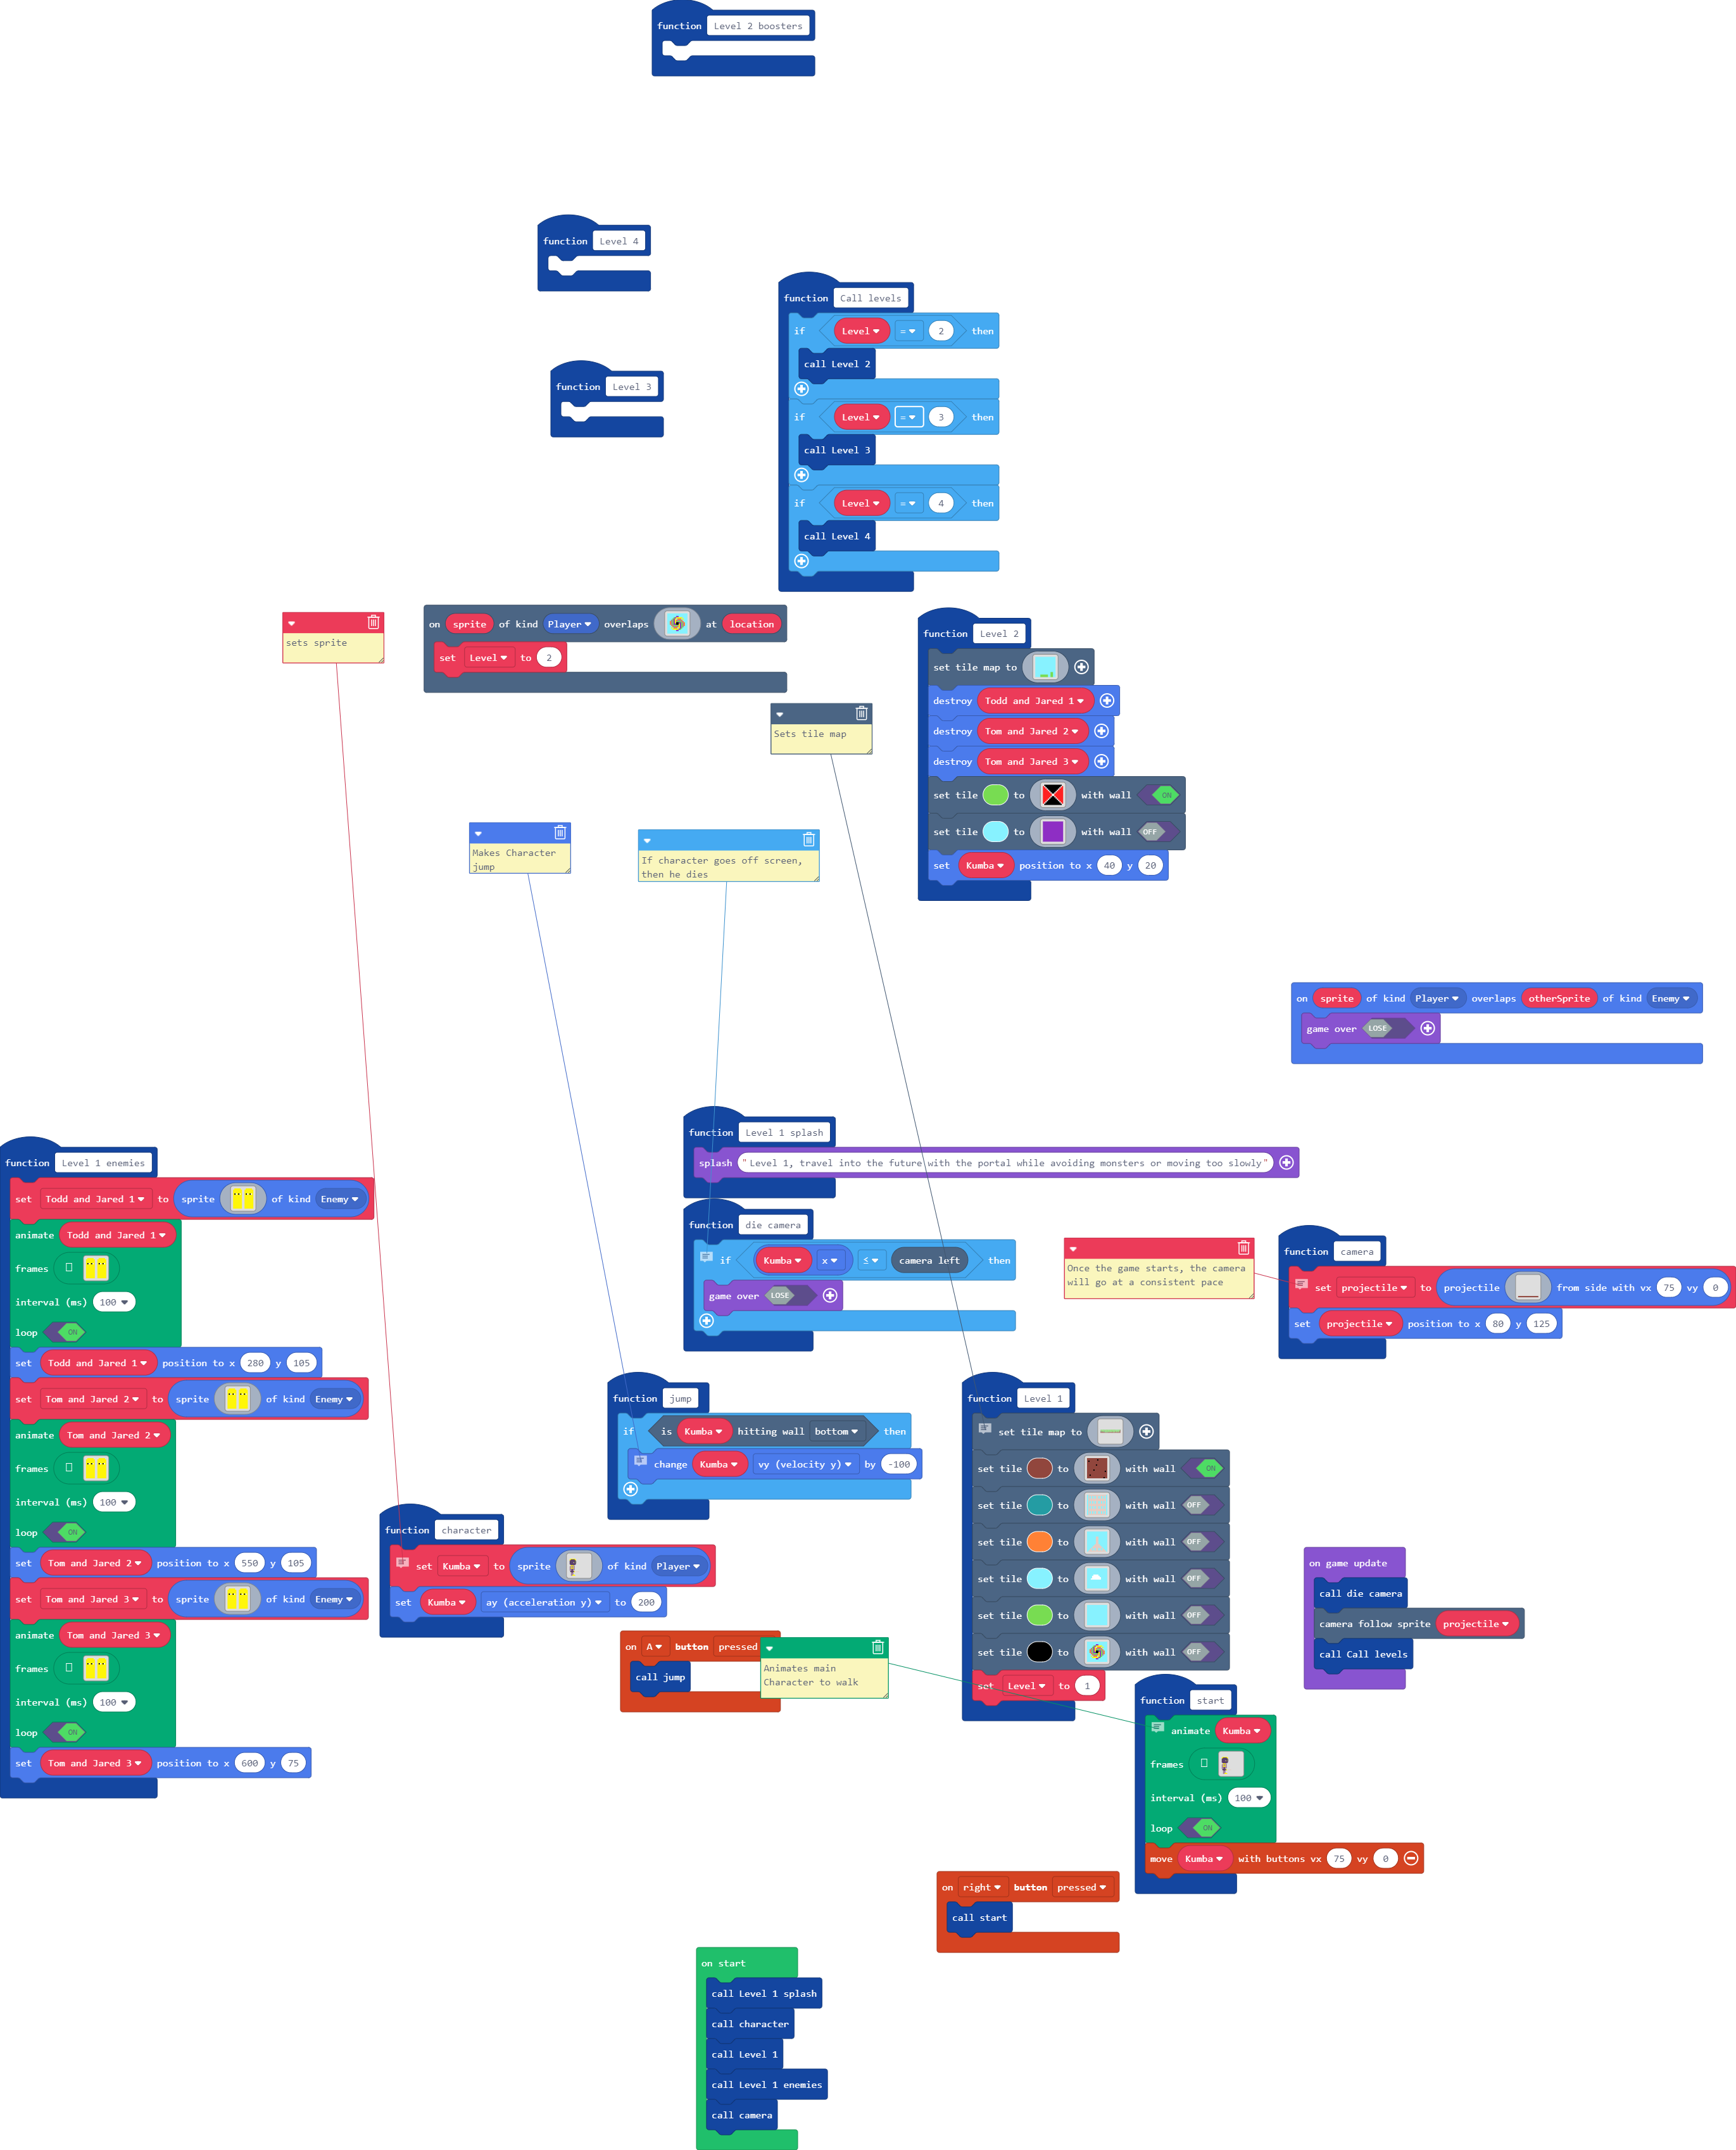 function Level 2 boosters
function Level 4
function Call levels
if Level = 2 then
call Level 2
if Level = 3 then
call Level 3
if Level = 4 then
call Level 4
function Level 3
sets sprite
on sprite of kind Player overlaps at location
set Level to 2
Sets tile map
function Level 2
set tile map to
destroy Todd and Jared 1
destroy Tom and Jared 2
destroy Tom and Jared 3
set tile to with wall ON
set tile to with wall OFF
set Kumba position to x 40 y 20
Makes Character
jump
If character goes off screen,
then he dies
on sprite of kind Player overlaps otherSprite of kind Enemy
game over LOSE
function Level 1 splash
splash "Level 1, travel into the future with the portal while avoiding monsters or moving too slowly"
function die camera
if Kumba x ≤ camera left then
game over LOSE
Once the game starts, the camera
will go at a consistent pace
function camera
set projectile to projectile from side with vx 75 vy 0
set projectile position to x 80 y 125
function Level 1 enemies
set Todd and Jared 1 to sprite of kind Enemy
animate Todd and Jared 1
frames
interval (ms) 100
loop ON
set Todd and Jared 1 position to x 280 y 105
set Tom and Jared 2 to sprite of kind Enemy
animate Tom and Jared 2
frames
interval (ms) 100
loop ON
set Tom and Jared 2 position to x 550 y 105
set Tom and Jared 3 to sprite of kind Enemy
animate Tom and Jared 3
frames
interval (ms) 100
loop ON
set Tom and Jared 3 position to x 600 y 75
function jump
if is Kumba hitting wall bottom then
change Kumba vy (velocity y) by -100
function character
set Kumba to sprite of kind Player
set Kumba ay (acceleration y) to 200
on A button pressed
call jump
Animates main
Character to walk
function Level 1
set tile map to
set tile to with wall ON
set tile to with wall OFF
set tile to with wall OFF
set tile to with wall OFF
set tile to with wall OFF
set tile to with wall OFF
set Level to 1
on game update
call die camera
camera follow sprite projectile
call Call levels
function start
animate Kumba
frames
interval (ms) 100
loop ON
move Kumba with buttons vx 75 vy 0
on right button pressed
call start
on start
call Level 1 splash
call character
call Level 1
call Level 1 enemies
call camera